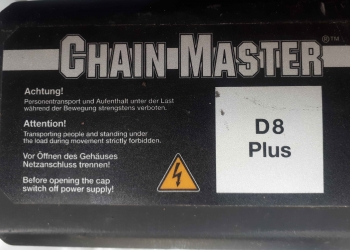 CHAIN MASTER ®™
Achtung!
Personentransport und Aufenthalt unter der Last
während der Bewegung strengstens verboten.
Attention!
Transporting people and standing under
the load during movement strictly forbidden.
Vor Öffnen des Gehäuses
Netzanschluss trennen!
Before opening the cap
switch off power supply!
D8
Plus